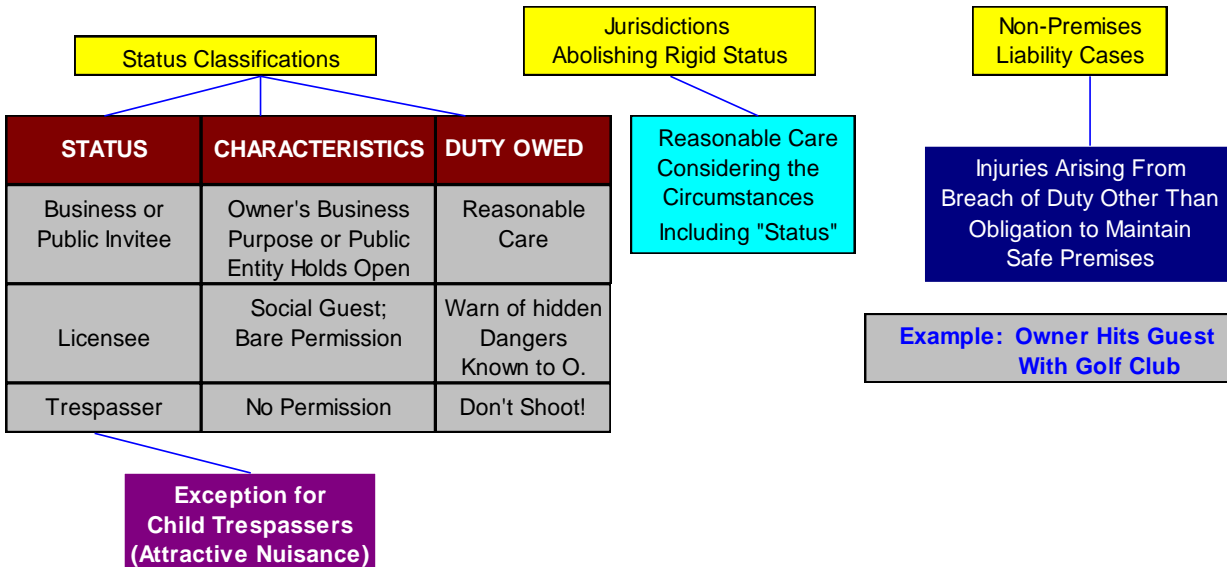 Status Classifications
STATUS
CHARACTERISTICS
DUTY OWED
Business or
Public Invitee
Owner's Business
Purpose or Public
Entity Holds Open
Reasonable
Care
Licensee
Social Guest;
Bare Permission
Warn of hidden
Dangers
Known to O.
Trespasser
No Permission
Don't Shoot!
Exception for
Child Trespassers
(Attractive Nuisance)
Jurisdictions
Abolishing Rigid Status
Reasonable Care
Considering the
Circumstances
Including "Status"
Non-Premises
Liability Cases
Injuries Arising From
Breach of Duty Other Than
Obligation to Maintain
Safe Premises
Example: Owner Hits Guest
With Golf Club